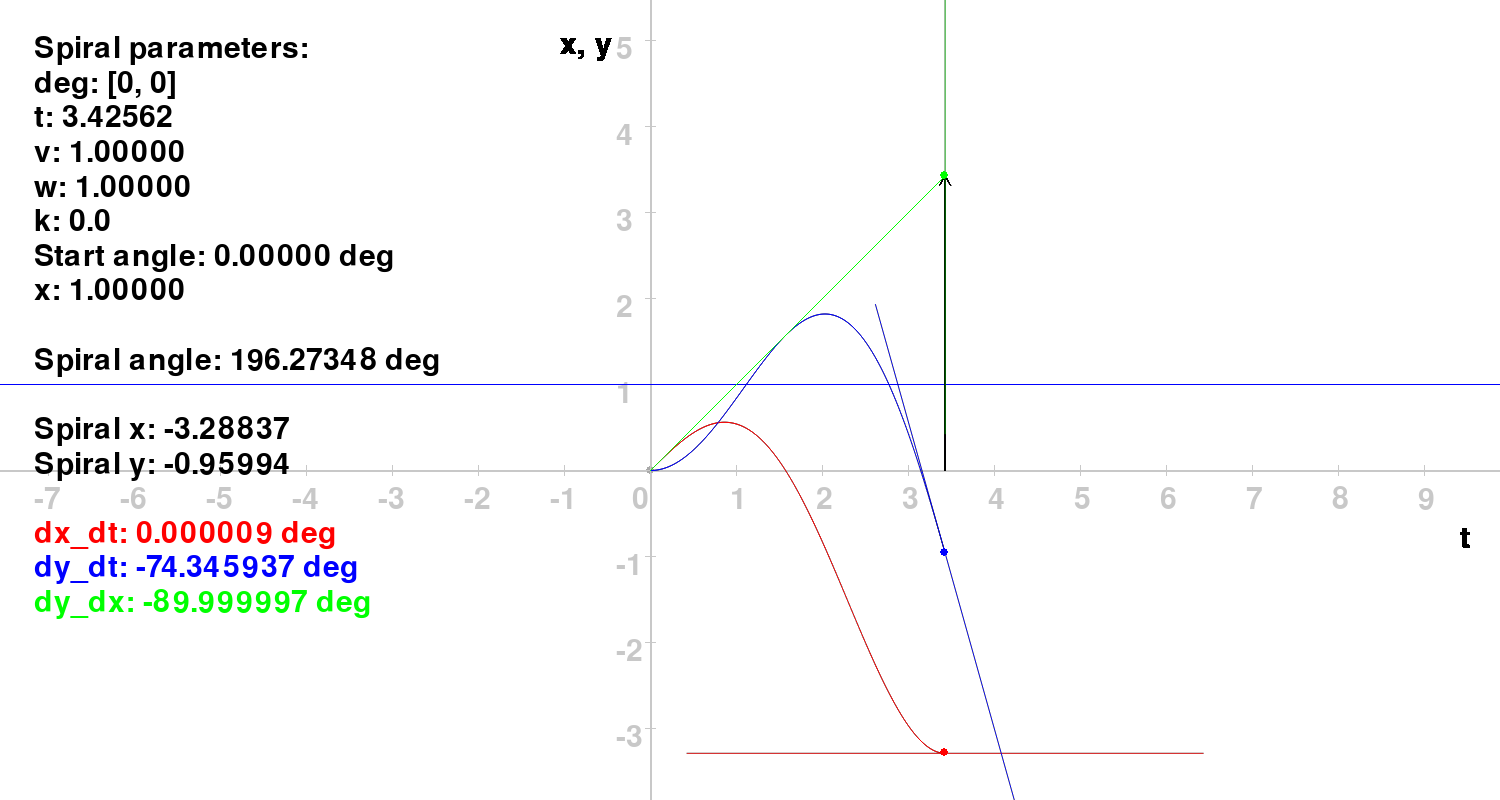 Spiral parameters:
deg: [0, 0]
t: 3.42562
v: 1.00000
w: 1.00000
k: 0.0
Start angle: 0.00000 deg
x: 1.00000
Spiral angle: 196.27348 deg
Spiral x: -3.28837
Spiral y: -0.95994
dx_dt: 0.000009 deg
dy_dt: -74.345937 deg
dy_dx: -89.999997 deg
x, y
5
4
3
2
1
-1
-2
-3
-7 -6 -5 -4 -3 -2 -1 0 1 2 3 4 5 6 7 8 9
t